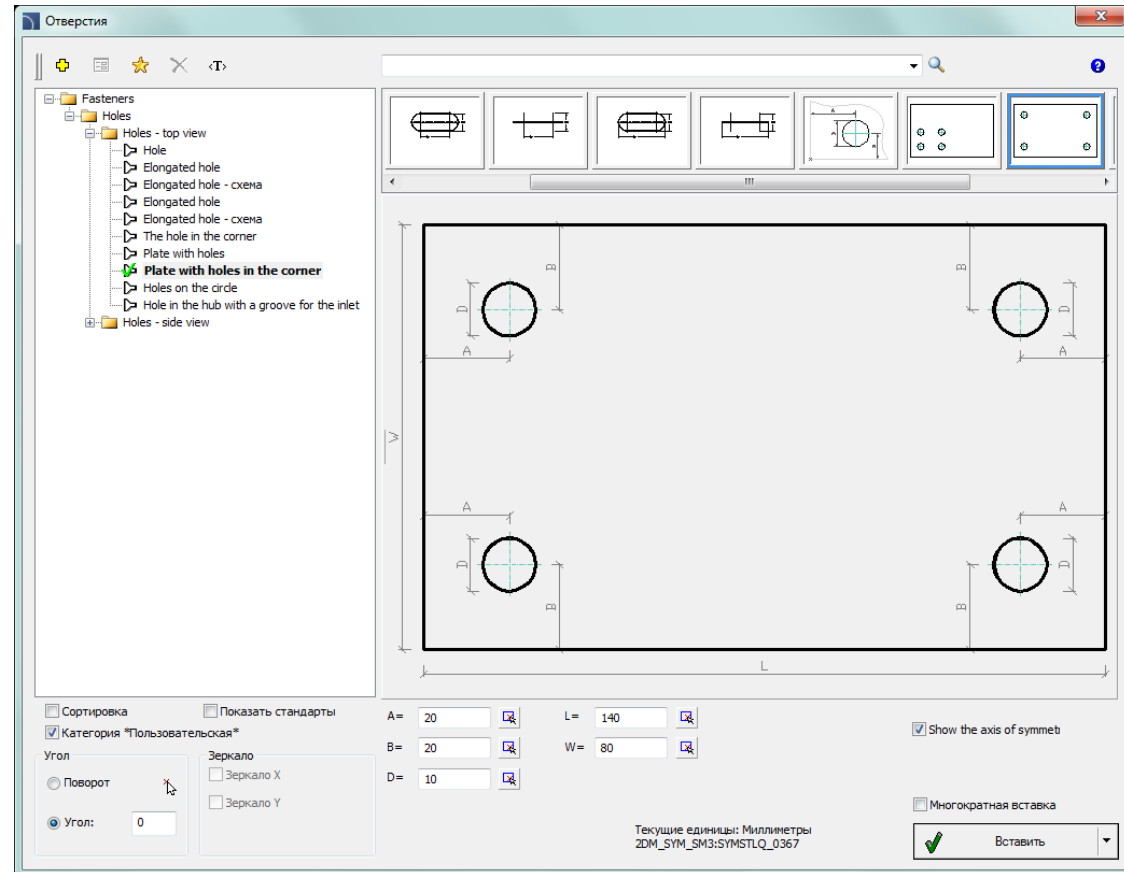 Отверстия
‹T›
Fasteners
Holes
Holes - top view
Hole
Elongated hole
Elongated hole - схема
Elongated hole
Elongated hole - схема
The hole in the corner
Plate with holes
Plate with holes in the corner
Holes on the circle
Hole in the hub with a groove for the inlet
Holes - side view
B
B
D
D
A
A
W
A
A
D
D
B
B
L
Сортировка
Показать стандарты
Категория *Пользовательская*
Угол
Поворот
Угол: 0
Зеркало
Зеркало X
Зеркало Y
A= 20
B= 20
D= 10
L= 140
W= 80
Show the axis of symmet
Многократная вставка
Текущие единицы: Миллиметры
2DM_SYM_SM3:SYMSTLQ_0367
Вставить